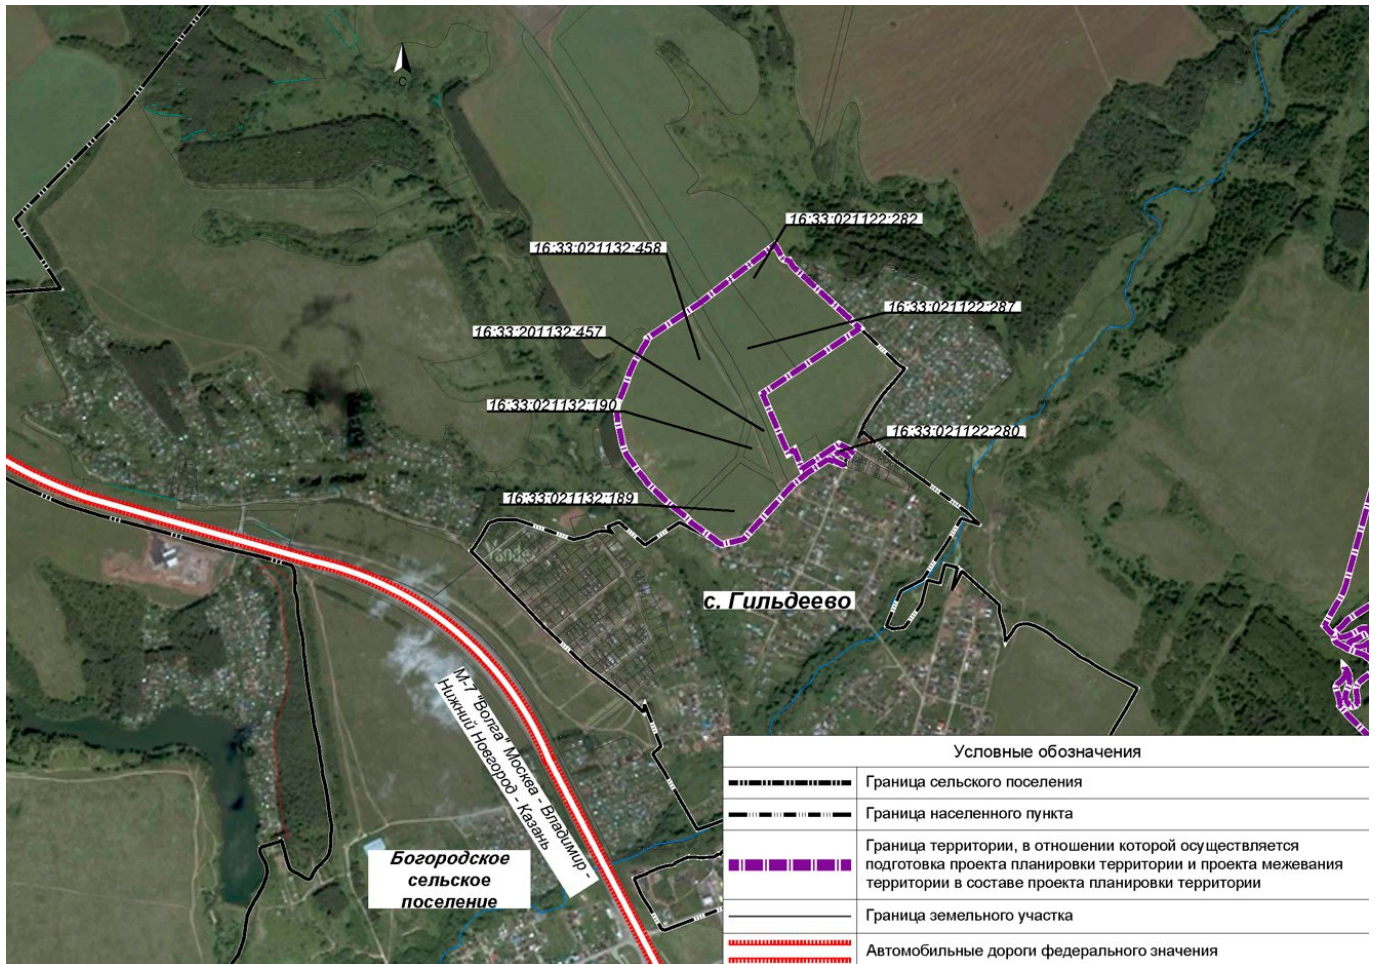 С
16:33:021122:282
16:33:021132:458
16:33:021122:287
16:33:201132:457
16:33:021132:190
16:33:021122:280
16:33:021132:189
Yandex
с. Гильдеево
М-7 "Волга" Москва - Владимир -
Нижний Новгород - Казань
Богородское
сельское
поселение
Условные обозначения
Граница сельского поселения
Граница населенного пункта
Граница территории, в отношении которой осуществляется
подготовка проекта планировки территории и проекта межевания
территории в составе проекта планировки территории
Граница земельного участка
Автомобильные дороги федерального значения